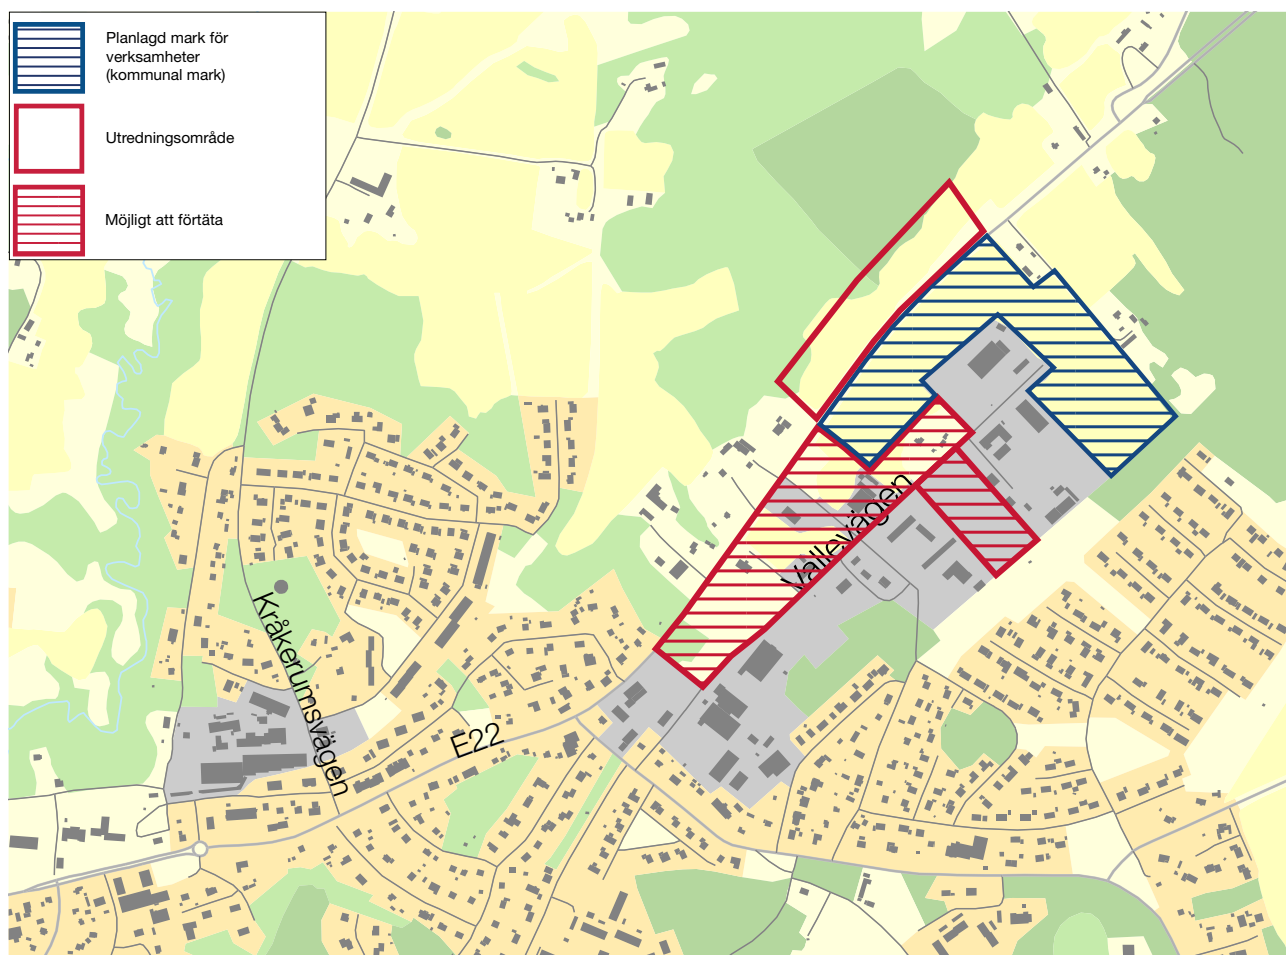 Planlagd mark för
verksamheter
(kommunal mark)
Utredningsområde
Möjligt att förtäta
Vallevägen
Kråkerumsvägen
E22